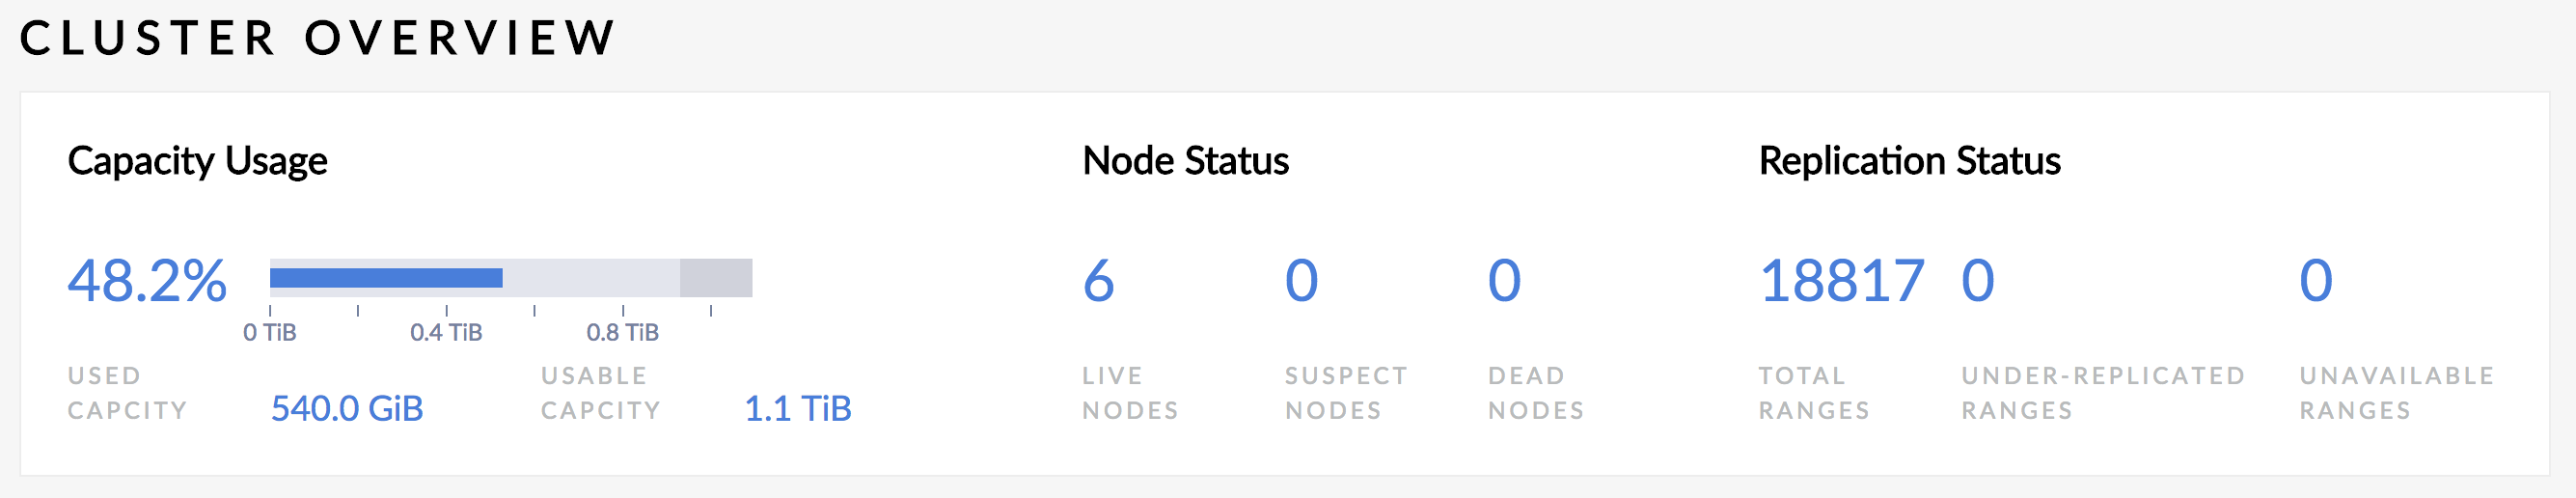 CLUSTER OVERVIEW
Capacity Usage
48.2%
0 TiB 0.4 TiB 0.8 TiB
USED
CAPCITY
540.0 GiB
USABLE
CAPCITY
1.1 TiB
Node Status
6
LIVE
NODES
0
SUSPECT
NODES
0
DEAD
NODES
Replication Status
18817
TOTAL
RANGES
0
UNDER-REPLICATED
RANGES
0
UNAVAILABLE
RANGES